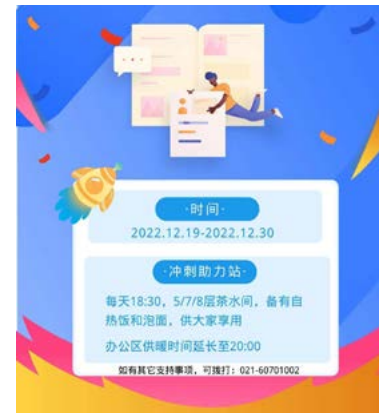 ·时间·
2022.12.19-2022.12.30
·冲刺助力站·
每天18:30，5/7/8层茶水间，备有自
热饭和泡面，供大家享用
办公区供暖时间延长至20:00
如有其它支持事项，可拨打：021-60701002